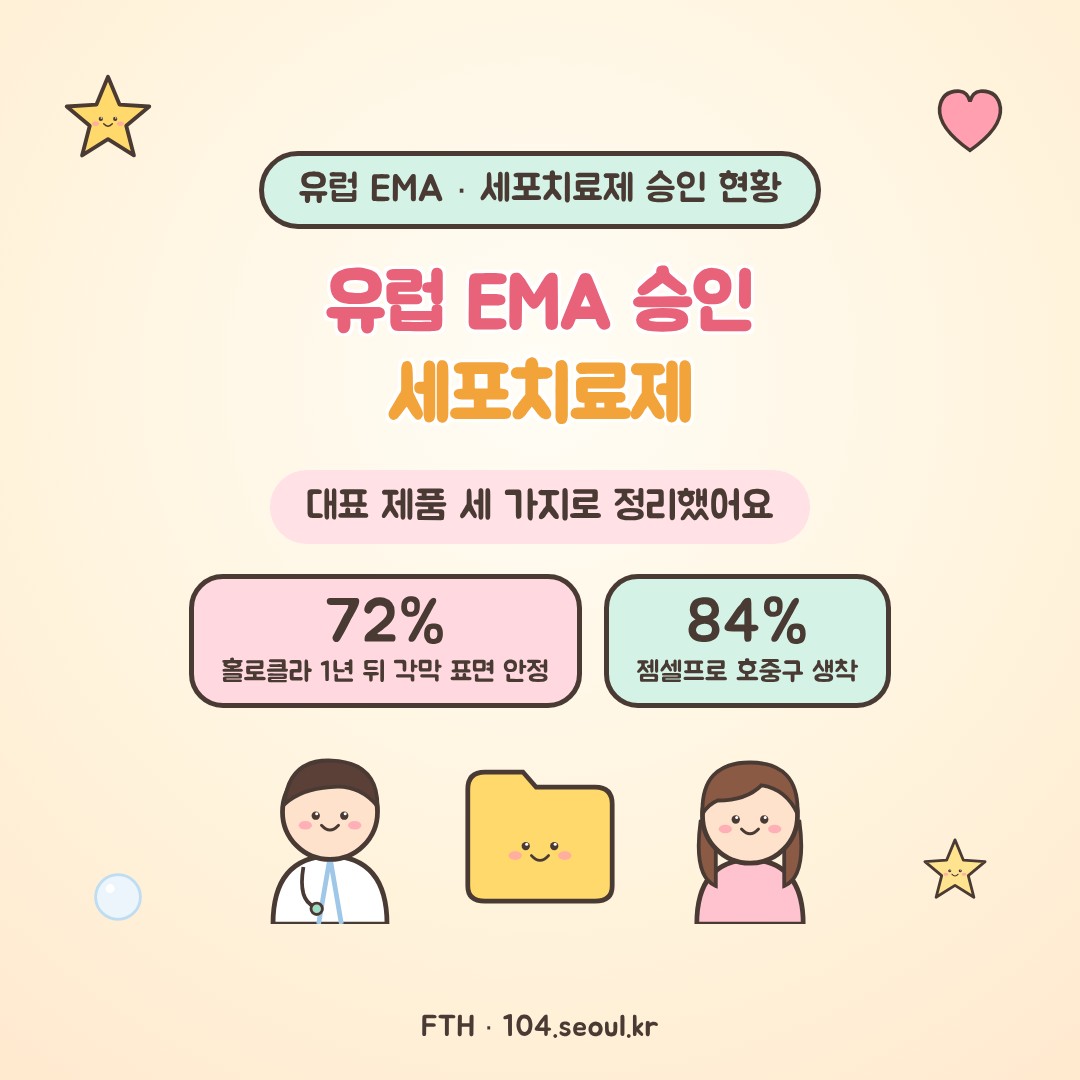 유럽 EMA · 세포치료제 승인 현황
유럽 EMA 승인
세포치료제
대표 제품 세 가지로 정리했어요
72%
홀로클라 1년 뒤 각막 표면 안정
84%
젬셀프로 호중구 생착
FTH · 104.seoul.kr